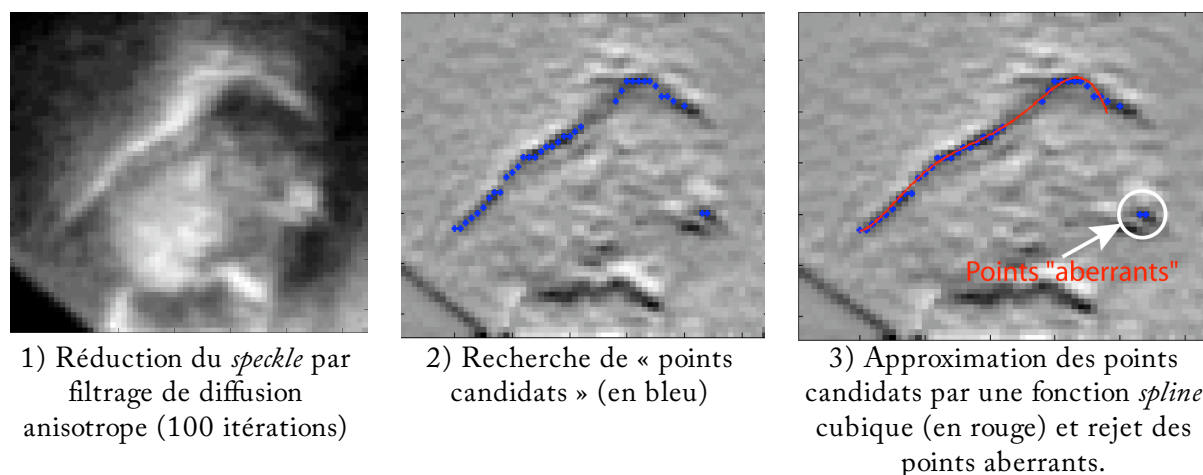 Points "aberrants"
1) Réduction du speckle par
filtrage de diffusion
anisotrope (100 itérations)
2) Recherche de « points
candidats » (en bleu)
3) Approximation des points
candidats par une fonction spline
cubique (en rouge) et rejet des
points aberrants.